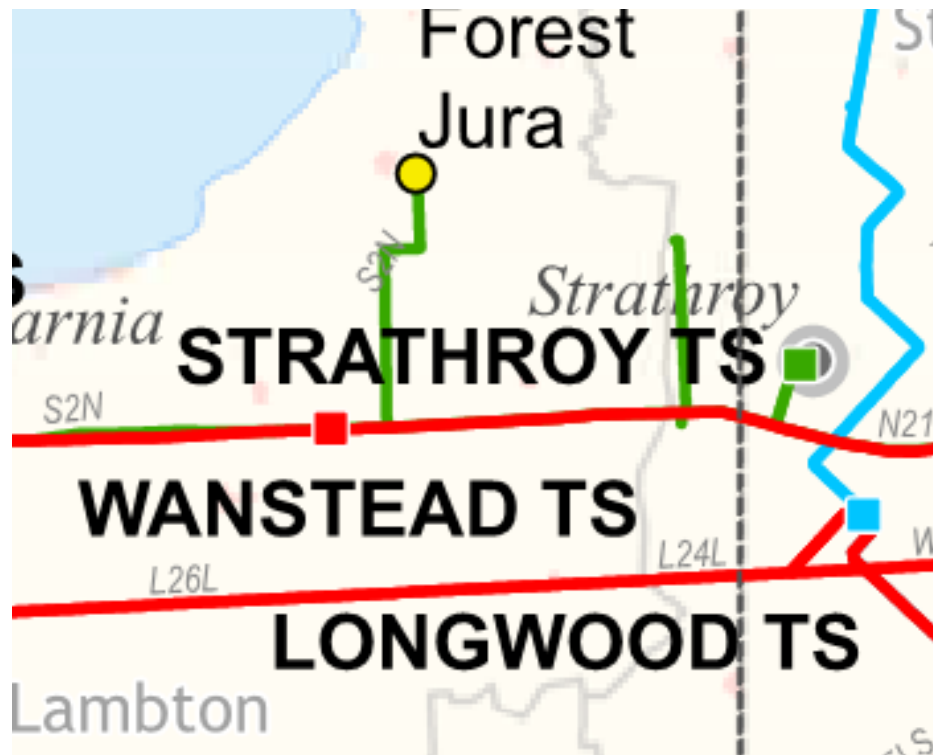 Forest
Jura
S2N
Strathroy
arnia
STRATHROY TS
S2N
N21
WANSTEAD TS
L24L
W
L26L
LONGWOOD TS
Lambton